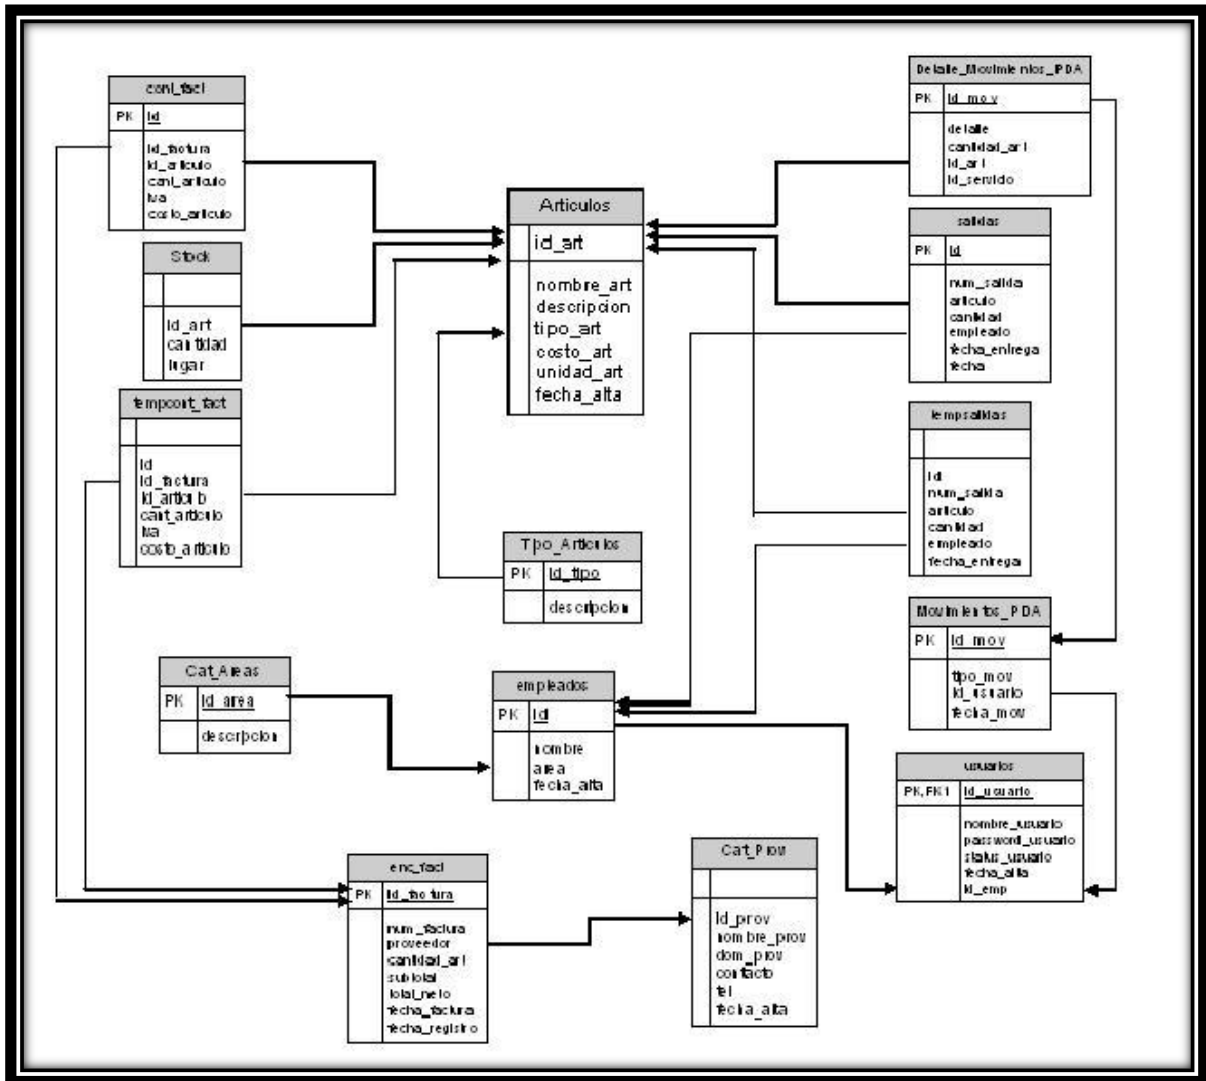 cont_fact
PK Id
Id_factura
Id_articulo
cant_articulo
iva
costo_articulo
Stock
Id_art
cantidad
lugar
tempcont_fact
Id
Id_factura
Id_articulo
cant_articulo
iva
costo_articulo
Articulos
id_art
nombre_art
descripcion
tipo_art
costo_art
unidad_art
fecha_alta
Tipo_Articulos
PK Id_tipo
descripcion
Detalle_Movimientos_PDA
PK Id_mov
detalle
cantidad_art
Id_art
Id_servicio
salidas
PK Id
num_salida
articulo
cantidad
empleado
fecha_entrega
fecha
tempsalidas
Id
num_salida
articulo
cantidad
empleado
fecha_entrega
Movimientos_PDA
PK Id_mov
tipo_mov
Id_usuario
fecha_mov
Cat_Areas
PK Id_area
descripcion
empleados
PK Id
nombre
area
fecha_alta
usuarios
PK,FK1 Id_usuario
nombre_usuario
password_usuario
status_usuario
fecha_alta
Id_emp
enc_fact
PK Id_factura
num_factura
proveedor
cantidad_art
subtotal
total_neto
fecha_factura
fecha_registro
Cat_Prov
Id_prov
nombre_prov
dom_prov
contacto
tel
fecha_alta